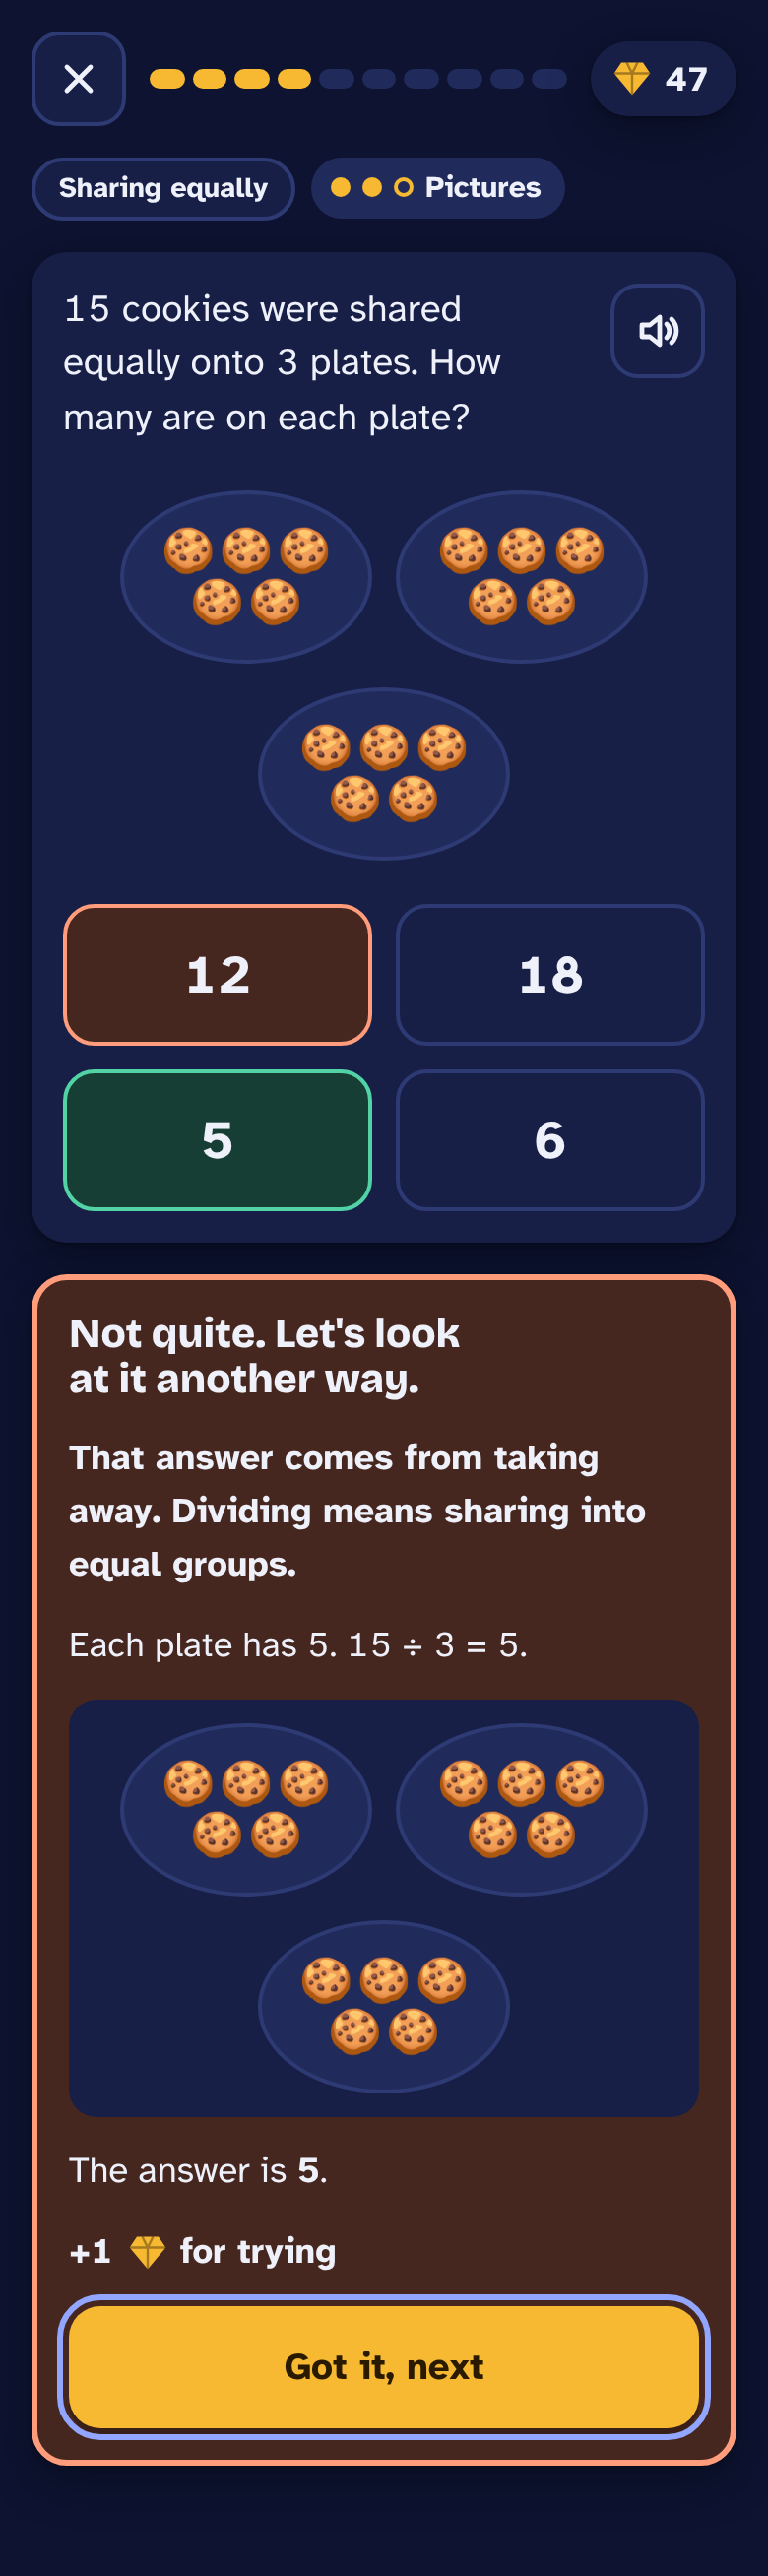 47
Sharing equally
Pictures
15 cookies were shared
equally onto 3 plates. How
many are on each plate?
12
18
5
6
Not quite. Let's look
at it another way.
That answer comes from taking
away. Dividing means sharing into
equal groups.
Each plate has 5. 15 ÷ 3 = 5.
The answer is 5.
+1 for trying
Got it, next